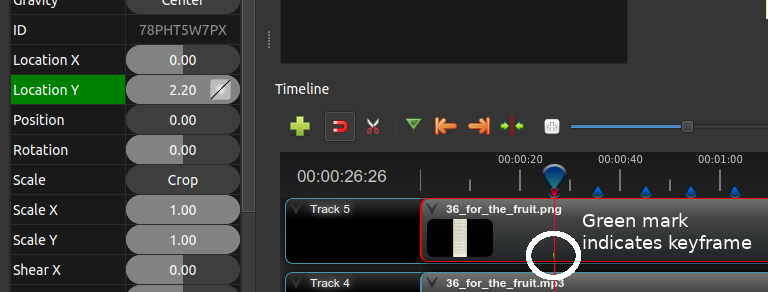 Gravity
Center
ID
78PHT5W7PX
Location X
0.00
Location Y
2.20
Position
0.00
Rotation
0.00
Scale
Crop
Scale X
1.00
Scale Y
1.00
Shear X
0.00
Timeline
00:00:26:26
00:00:20
00:00:40
00:01:00
Track 5
36_for_the_fruit.png
Green mark
indicates keyframe
Track 4
36_for_the_fruit.mp3